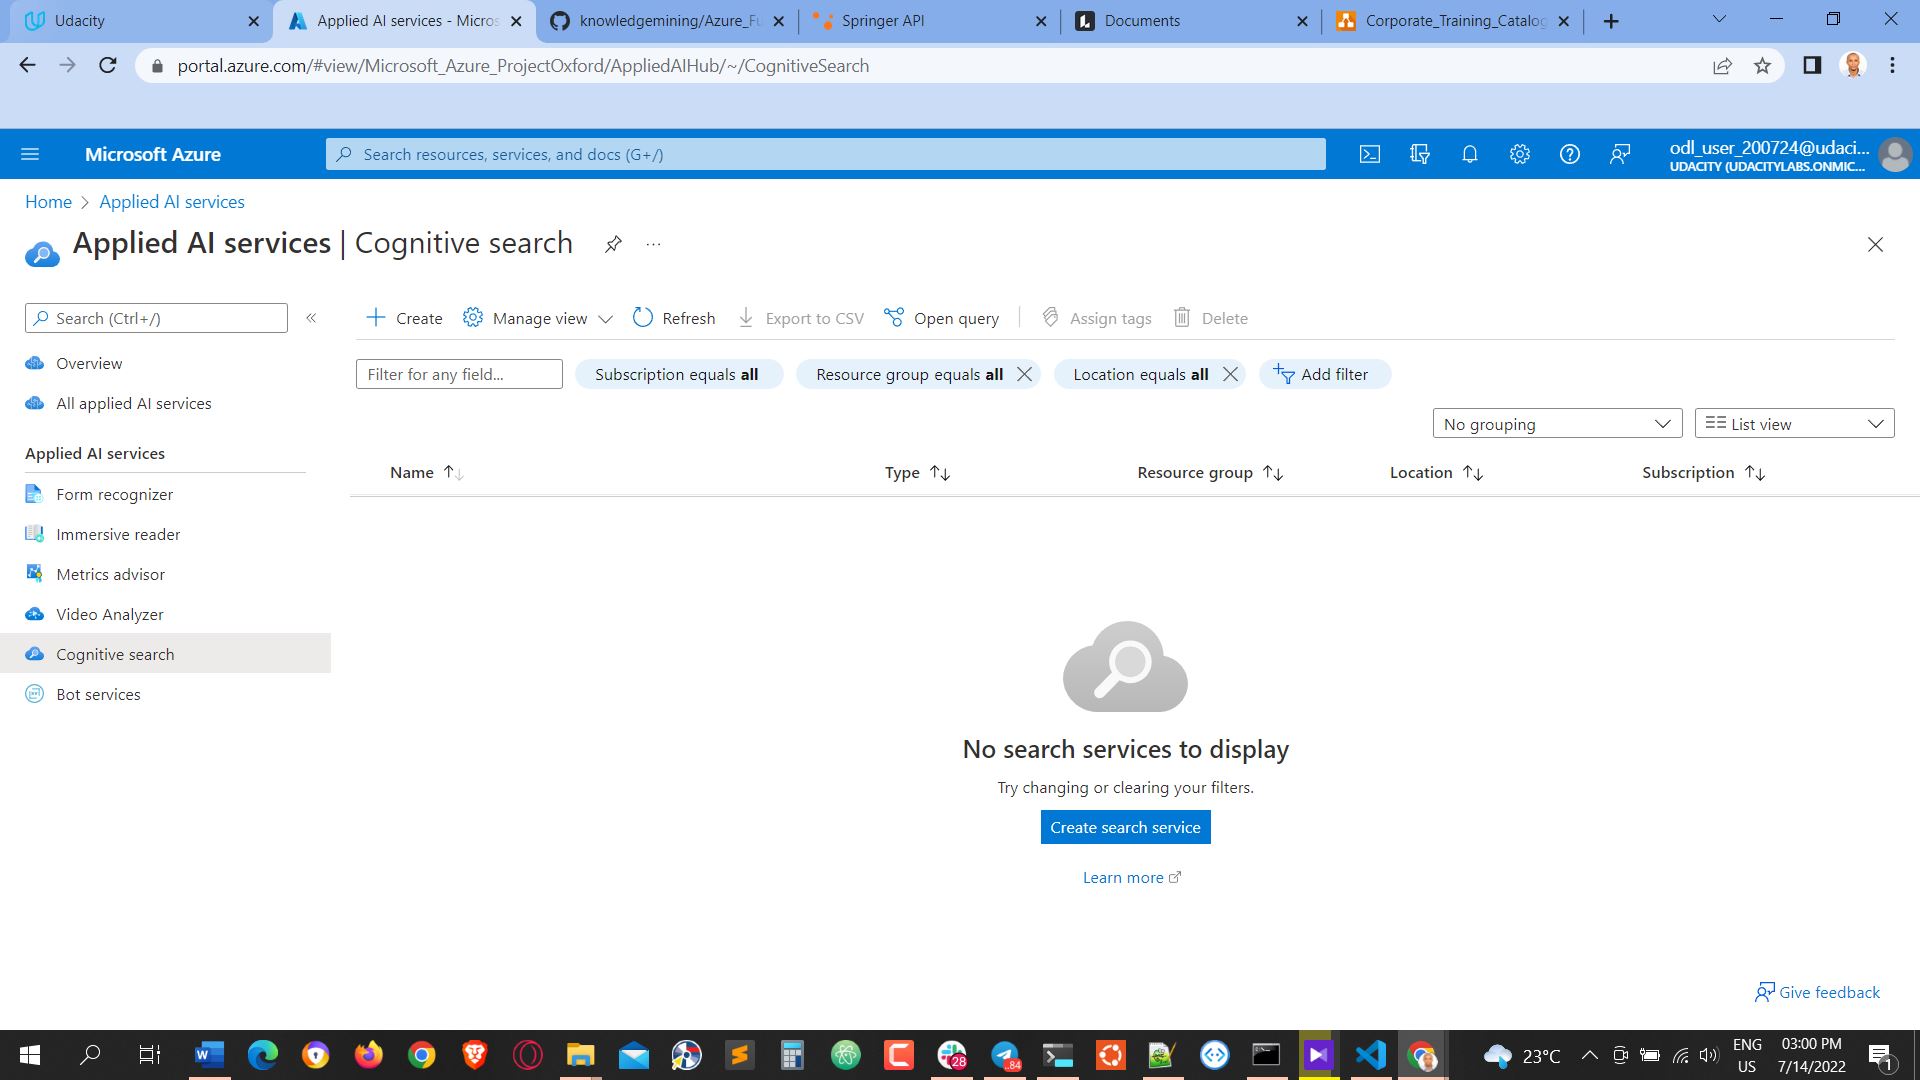 Udacity
Applied AI services - Micros
knowledgemining/Azure_Fu
Springer API
Documents
Corporate_Training_Catalog
portal.azure.com/#view/Microsoft_Azure_ProjectOxford/AppliedAIHub/~/CognitiveSearch
Microsoft Azure
Search resources, services, and docs (G+/)
odl_user_200724@udaci...
UDACITY (UDACITYLABS.ONMIC...
Home
Applied AI services
Applied AI services | Cognitive search
...
Search (Ctrl+/)
«
Create
Manage view
Refresh
Export to CSV
Open query
Assign tags
Delete
Overview
All applied AI services
Applied AI services
Form recognizer
Immersive reader
Metrics advisor
Video Analyzer
Cognitive search
Bot services
Filter for any field...
Subscription equals all
Resource group equals all
Location equals all
Add filter
No grouping
List view
Name
Type
Resource group
Location
Subscription
No search services to display
Try changing or clearing your filters.
Create search service
Learn more
Give feedback
28
84
23°C
ENG
US
03:00 PM
7/14/2022
1